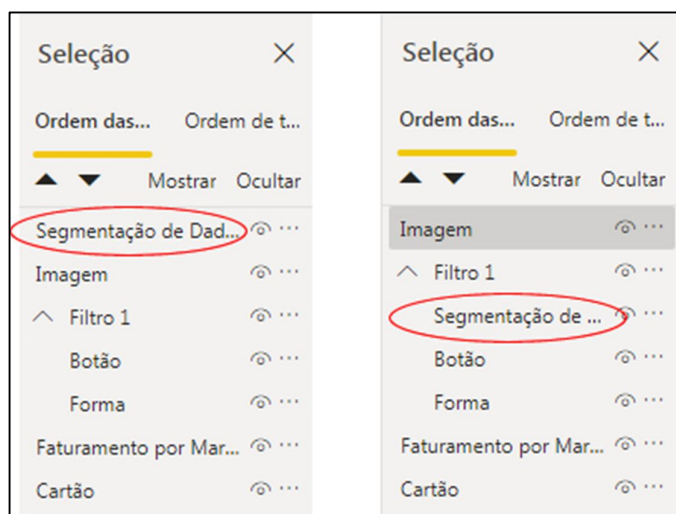 Seleção
Ordem das... Ordem de t...
Mostrar Ocultar
Segmentação de Dad...
Imagem
Filtro 1
Botão
Forma
Faturamento por Mar...
Cartão
Seleção
Ordem das... Ordem de t...
Mostrar Ocultar
Imagem
Filtro 1
Segmentação de ...
Botão
Forma
Faturamento por Mar...
Cartão